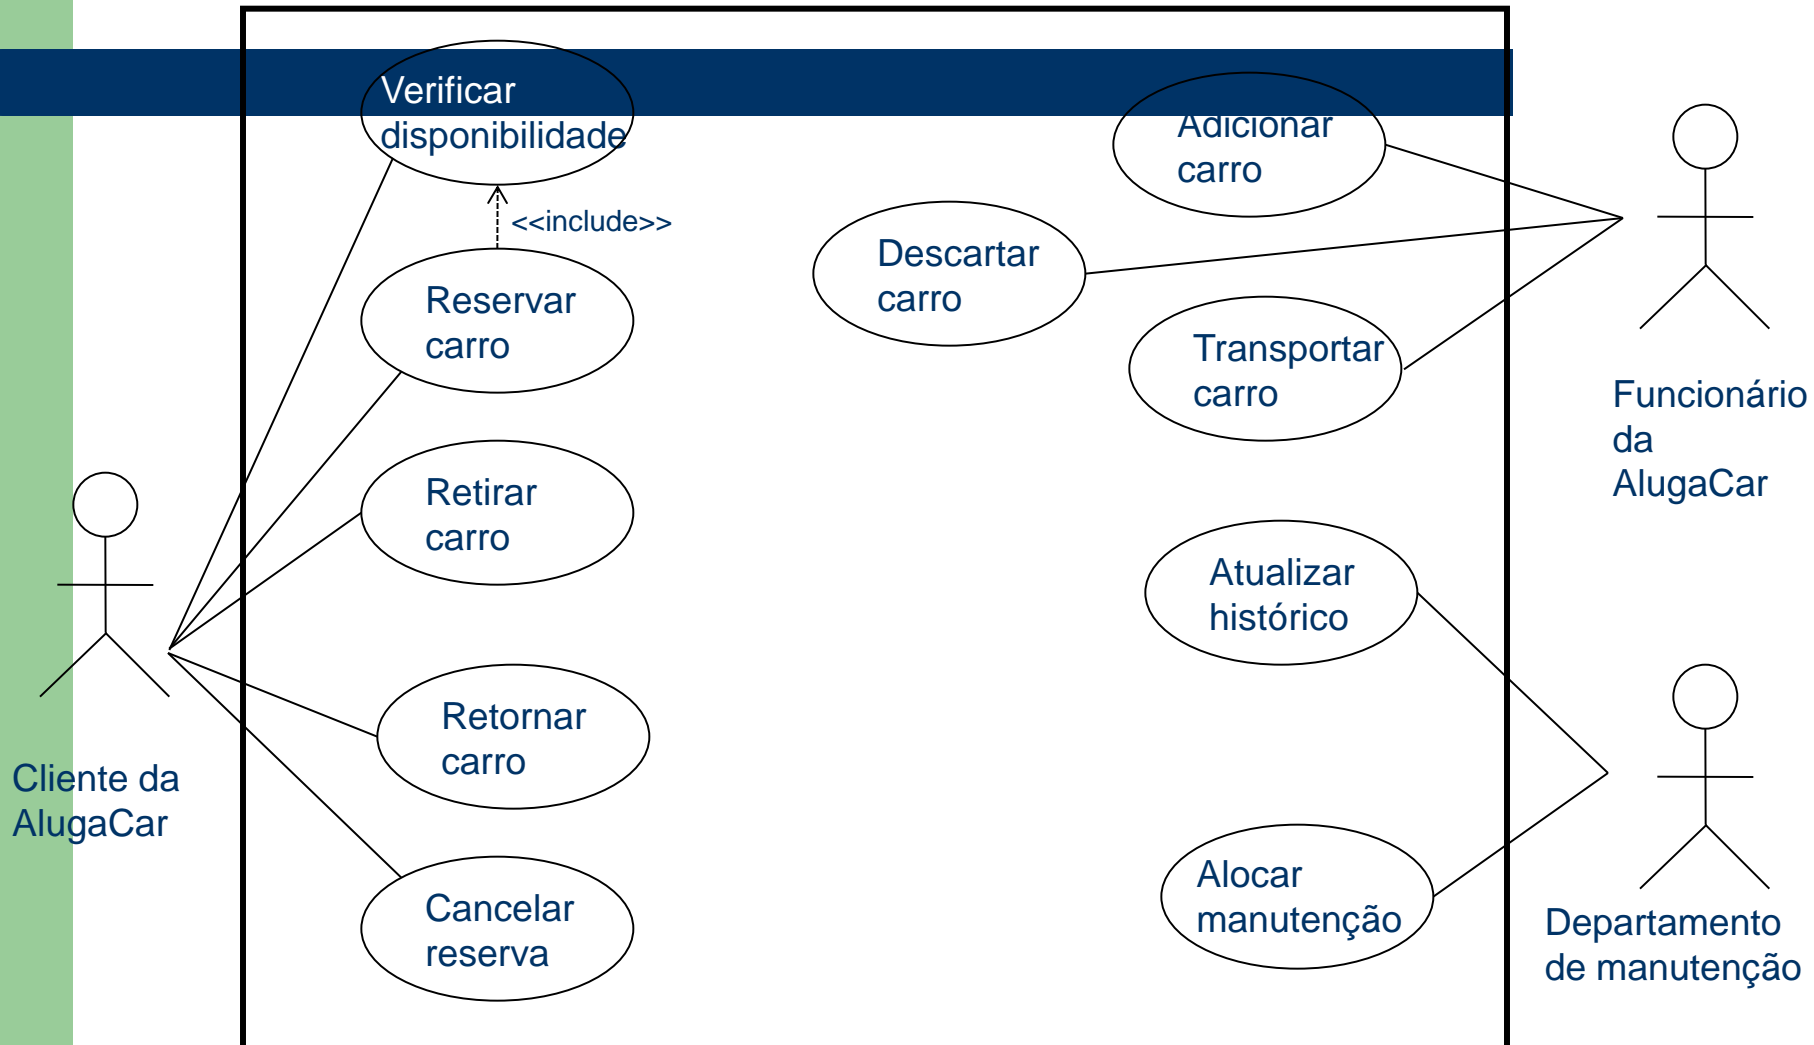 Verificar
disponibilidade
<<include>>
Reservar
carro
Retirar
carro
Retornar
carro
Cancelar
reserva
Cliente da
AlugaCar
Adicionar
carro
Descartar
carro
Transportar
carro
Funcionário
da
AlugaCar
Atualizar
histórico
Alocar
manutenção
Departamento
de manutenção